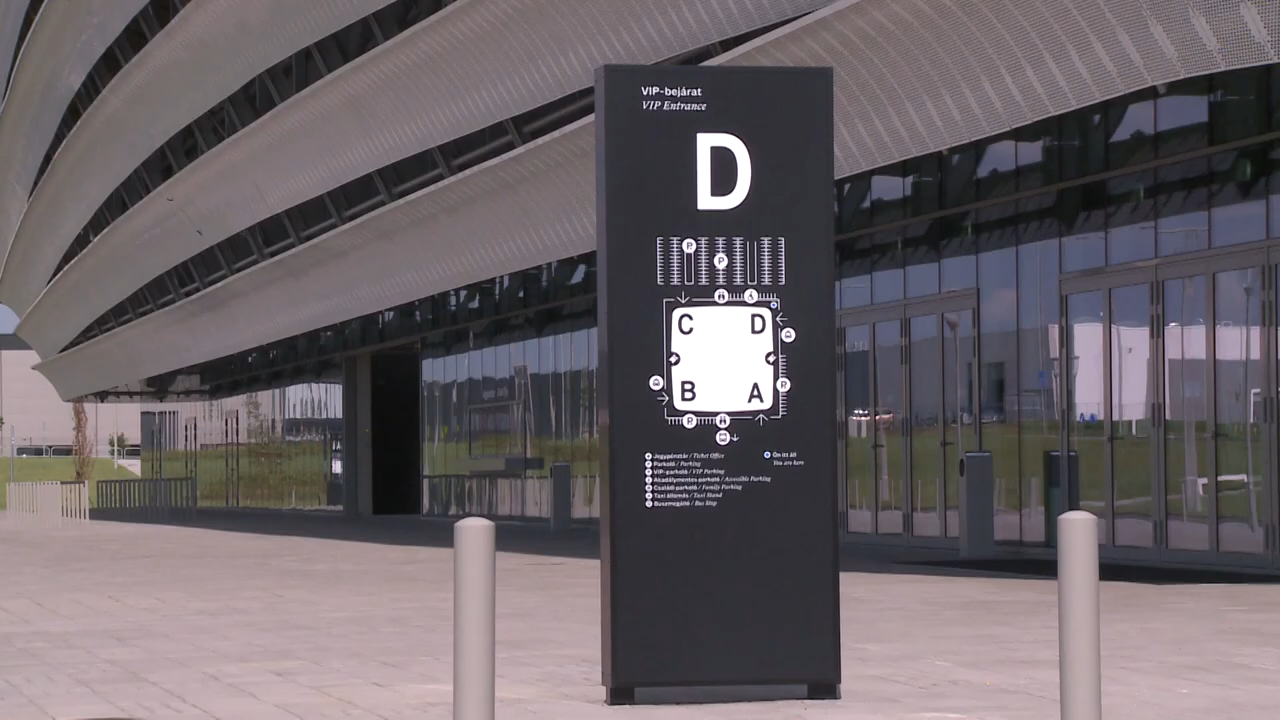 VIP-bejárat
VIP Entrance
D
P
P
C D
B A
P
P
Jegypénztár / Ticket Office
Parkoló / Parking
VIP-parkoló / VIP Parking
Akadálymentes parkoló / Accessible Parking
Családi parkoló / Family Parking
Taxi állomás / Taxi Stand
Buszmegálló / Bus Stop
Ön itt áll
You are here